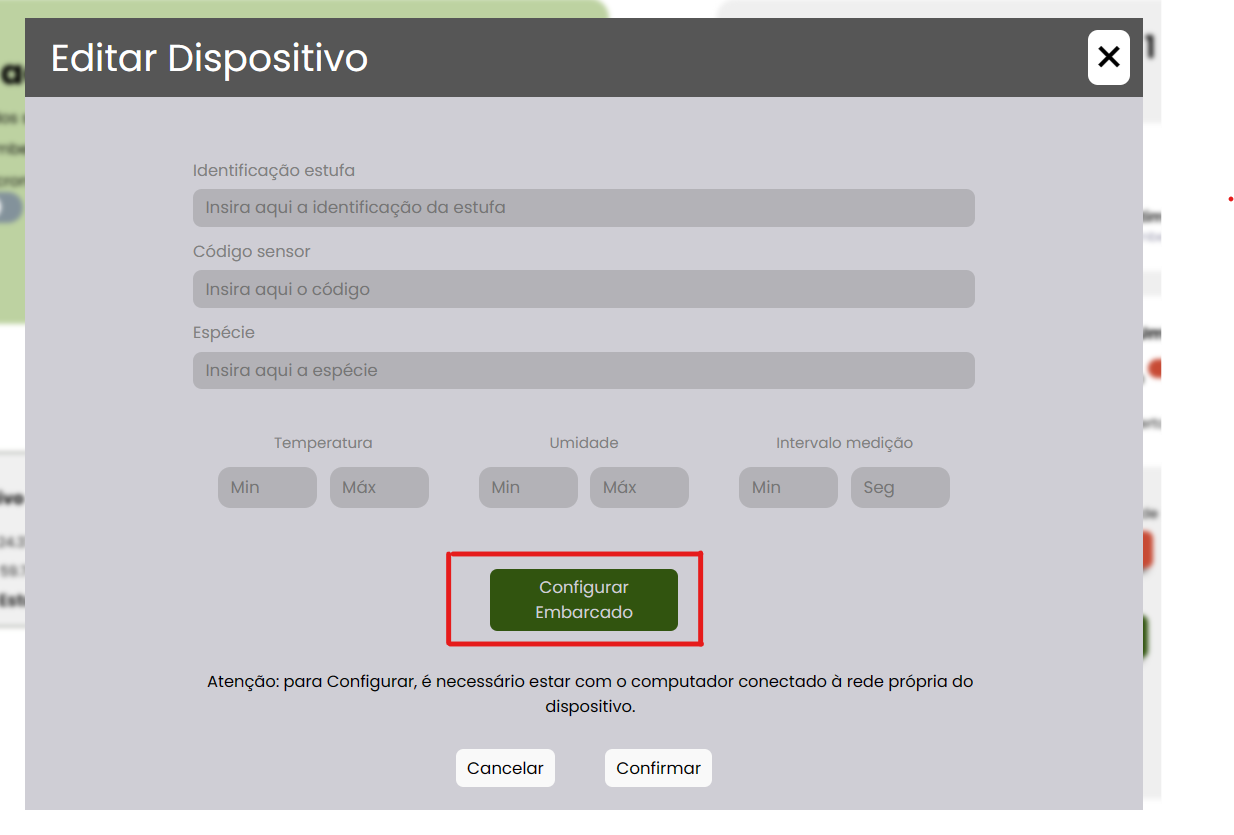 Editar Dispositivo
Identificação estufa
Insira aqui a identificação da estufa
Código sensor
Insira aqui o código
Espécie
Insira aqui a espécie
Temperatura Umidade Intervalo medição
Min Máx Min Máx Min Seg
Configurar
Embarcado
Atenção: para Configurar, é necessário estar com o computador conectado à rede própria do
dispositivo.
Cancelar Confirmar